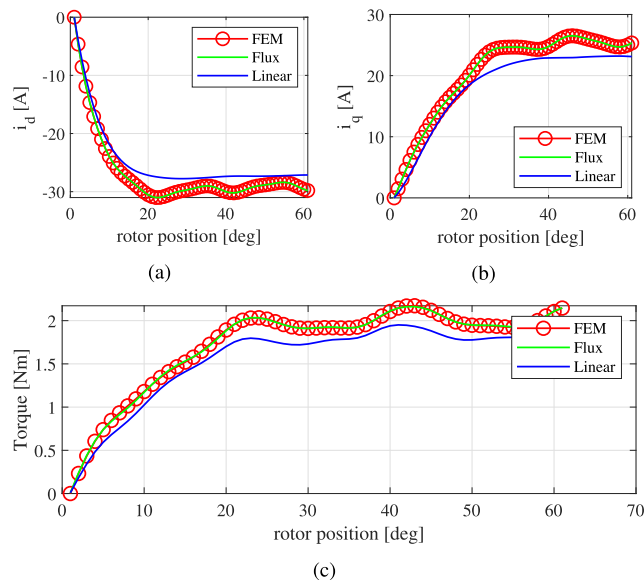 0
-10
-20
-30
i_d [A]
FEM
Flux
Linear
0 20 40 60
rotor position [deg]
(a)
26
20
10
0
i_q [A]
FEM
Flux
Linear
0 20 40 60
rotor position [deg]
(b)
2
1.5
1
0.5
0
Torque [Nm]
FEM
Flux
Linear
0 10 20 30 40 50 60 70
rotor position [deg]
(c)